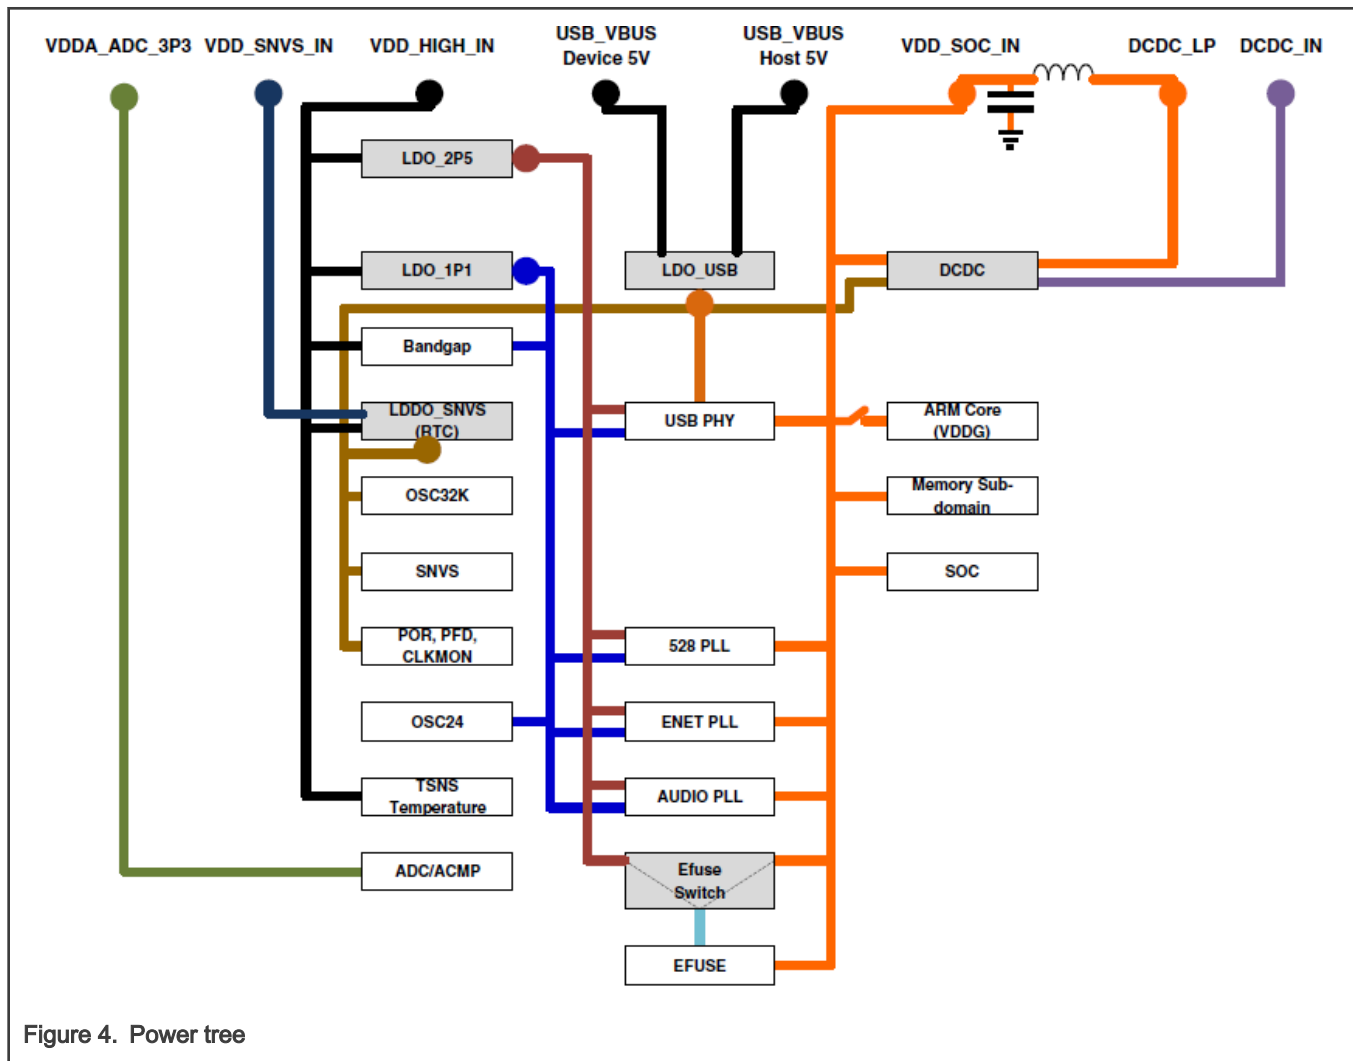 VDDA_ADC_3P3
VDD_SNVS_IN
VDD_HIGH_IN
USB_VBUS
Device 5V
USB_VBUS
Host 5V
VDD_SOC_IN
DCDC_LP
DCDC_IN
LDO_2P5
LDO_1P1
LDO_USB
DCDC
Bandgap
LDDO_SNVS
(RTC)
USB PHY
ARM Core
(VDDG)
OSC32K
Memory Sub-
domain
SNVS
SOC
POR, PFD,
CLKMON
528 PLL
OSC24
ENET PLL
TSNS
Temperature
AUDIO PLL
ADC/ACMP
Efuse
Switch
EFUSE
Figure 4. Power tree